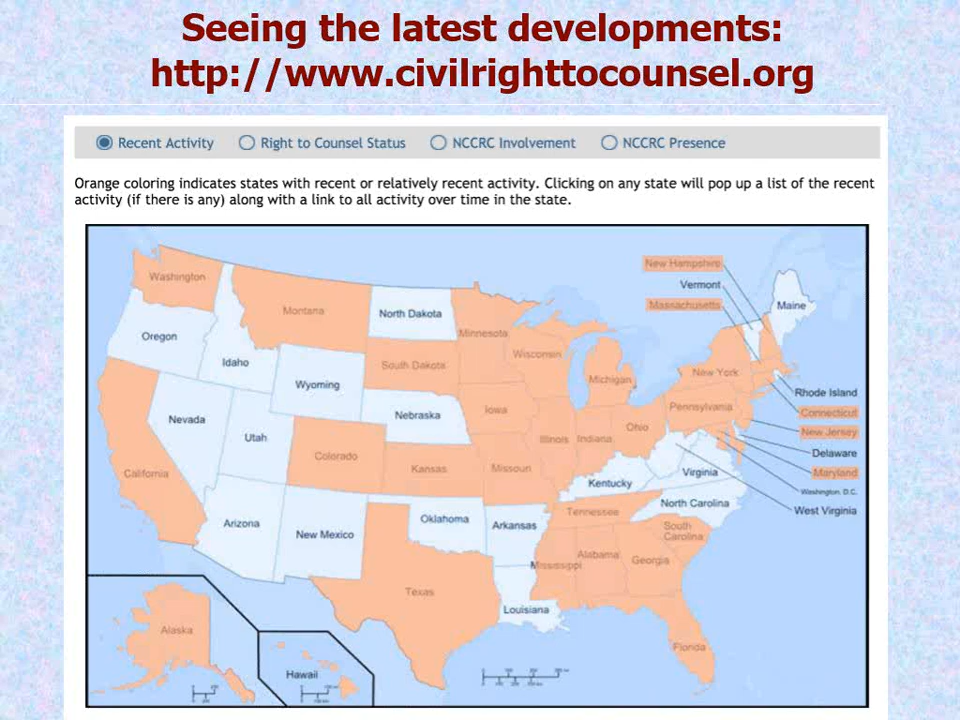 Seeing the latest developments:
http://www.civilrighttocounsel.org
Recent Activity Right to Counsel Status NCCRC Involvement NCCRC Presence
Orange coloring indicates states with recent or relatively recent activity. Clicking on any state will pop up a list of the recent
activity (if there is any) along with a link to all activity over time in the state.
New Hampshire
Washington
Vermont
Massachusetts
Maine
Montana
North Dakota
Minnesota
Oregon
Wisconsin
Idaho
South Dakota
New York
Michigan
Wyoming
Rhode Island
Pennsylvania
Iowa
Connecticut
Nebraska
Nevada
Ohio
New Jersey
Utah
Illinois
Indiana
Delaware
Colorado
Kansas
Missouri
California
Virginia
Maryland
Kentucky
Washington, D.C.
North Carolina
West Virginia
Tennessee
Oklahoma
Arizona
Arkansas
South
Carolina
New Mexico
Alabama
Georgia
Mississippi
Texas
Louisiana
Alaska
Florida
Hawaii